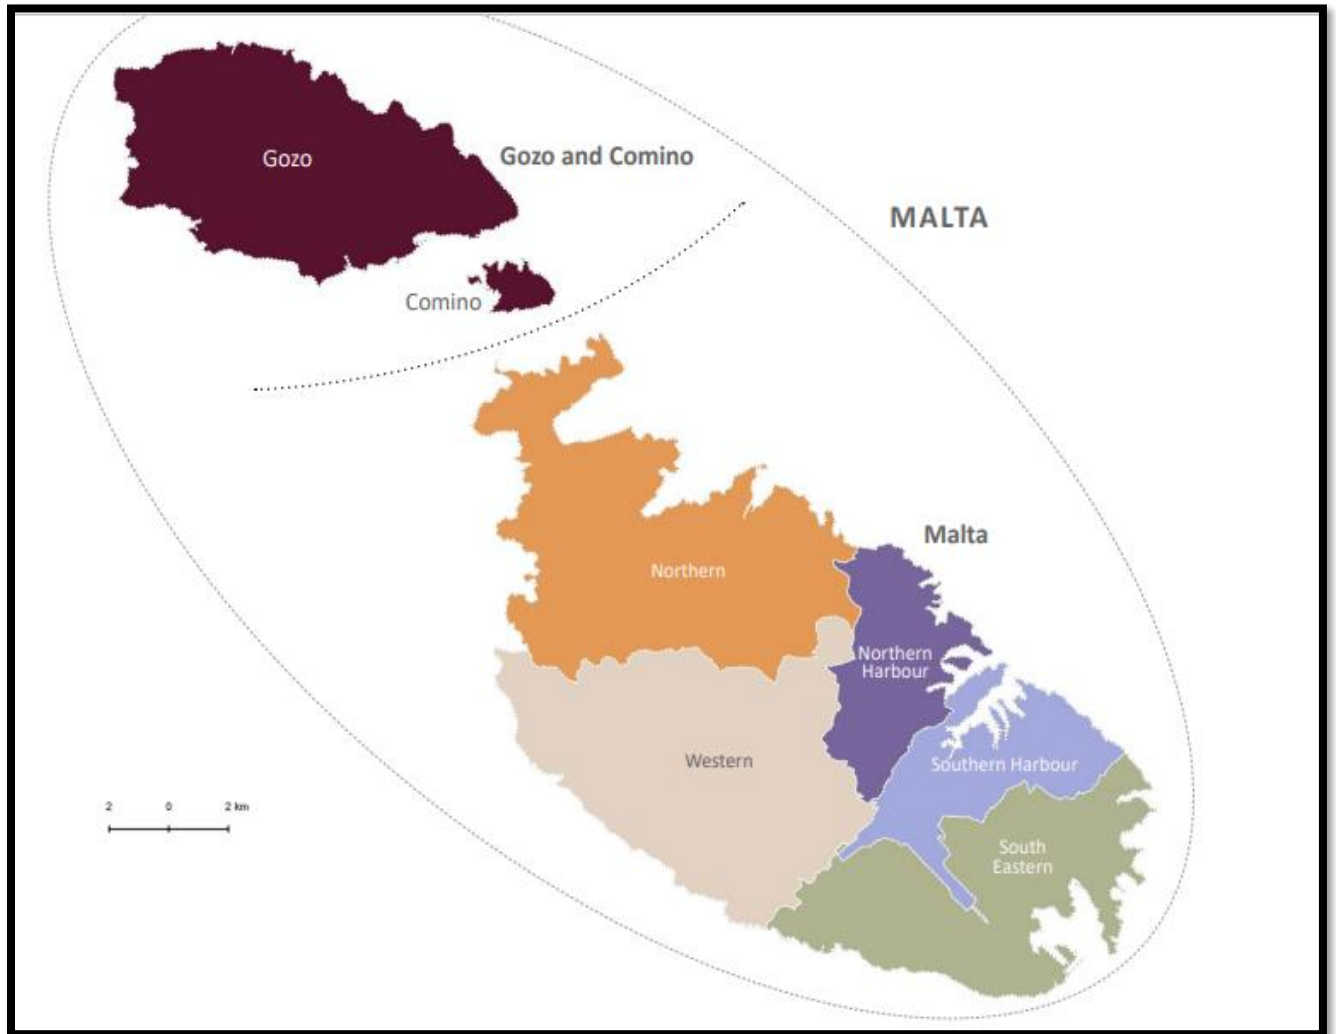 Gozo
Gozo and Comino
MALTA
Comino
Malta
Northern
Northern
Harbour
Western
Southern Harbour
2 0 2 km
South
Eastern